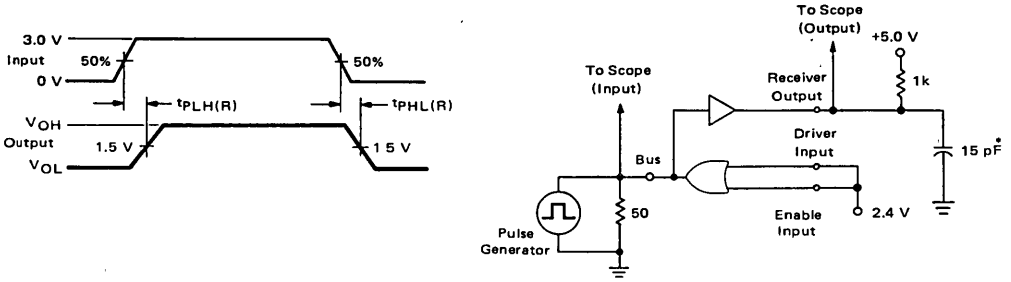 3.0 V
Input
50%
50%
0 V
tPLH(R)
tPHL(R)
VOH
Output
1.5 V
1 5 V
VOL
To Scope
(Output)
+5.0 V
To Scope
(Input)
Receiver
Output
1k
Driver
Input
15 pF*
Bus
50
Enable
Input
2.4 V
Pulse
Generator